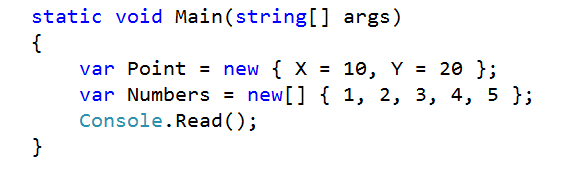 static void Main(string[] args)
{
    var Point = new { X = 10, Y = 20 };
    var Numbers = new[] { 1, 2, 3, 4, 5 };
    Console.Read();
}